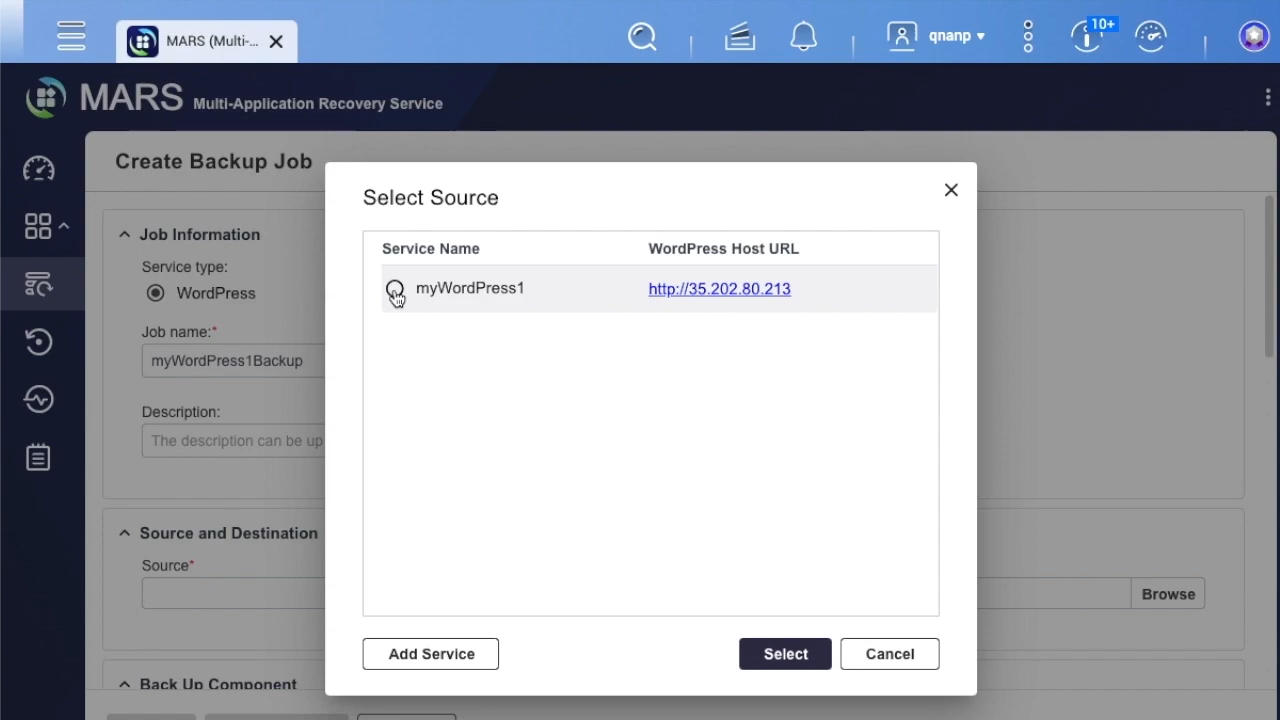 MARS (Multi-...
qnanp
10+
MARS Multi-Application Recovery Service
Create Backup Job
Job Information
Service type:
WordPress
Job name:*
myWordPress1Backup
Description:
The description can be up
Source and Destination
Source*
Browse
Back Up Component
Select Source
Service Name WordPress Host URL
myWordPress1 http://35.202.80.213
Add Service Select Cancel